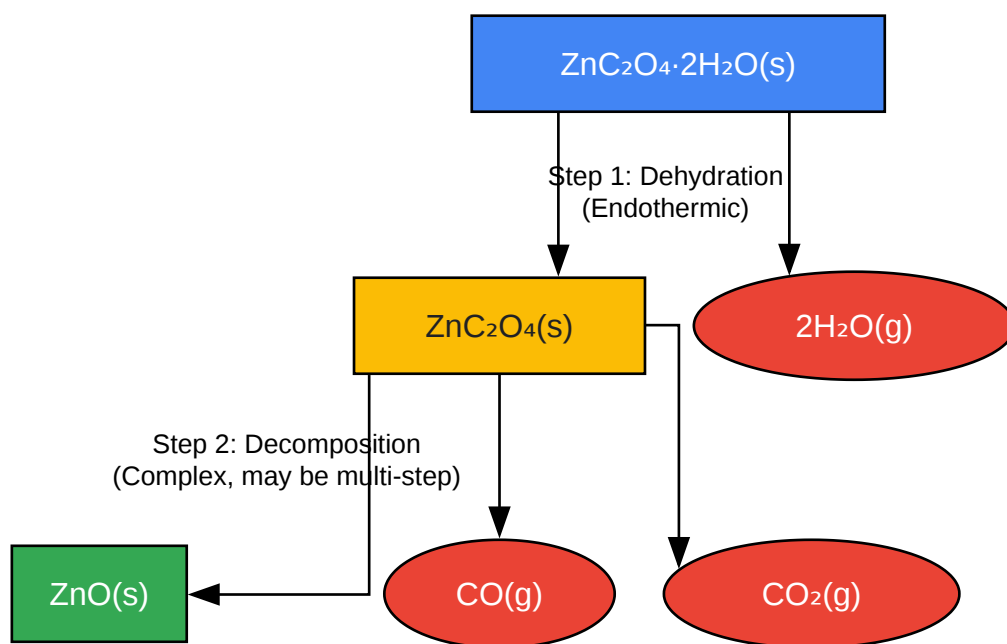 ZnC₂O₄·2H₂O(s)
Step 1: Dehydration
(Endothermic)
ZnC₂O₄(s)
2H₂O(g)
Step 2: Decomposition
(Complex, may be multi-step)
ZnO(s)
CO(g)
CO₂(g)